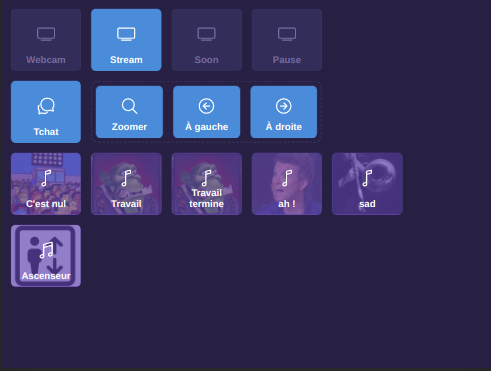 Webcam
Stream
Soon
Pause
Tchat
Zoomer
À gauche
À droite
C'est nul
Travail
Travail
termine
ah !
sad
Ascenseur